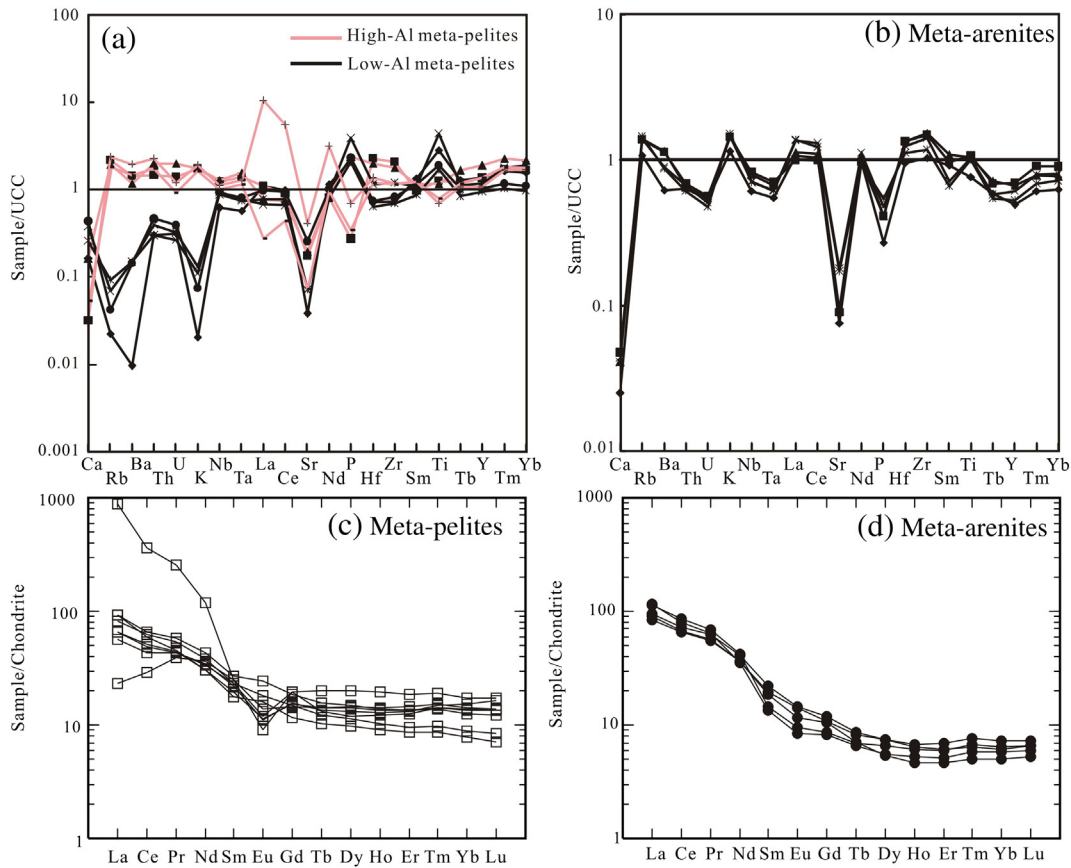 (a)
High-Al meta-pelites
Low-Al meta-pelites
100
10
1
0.1
0.01
0.001
Sample/UCC
Ca Ba U Nb La Sr P Zr Ti Y Yb
Rb Th K Ta Ce Nd Hf Sm Tb Tm
(b) Meta-arenites
10
1
0.1
0.01
Sample/UCC
Ca Ba U Nb La Sr P Zr Ti Y Yb
Rb Th K Ta Ce Nd Hf Sm Tb Tm
(c) Meta-pelites
1000
100
10
1
Sample/Chondrite
La Ce Pr Nd Sm Eu Gd Tb Dy Ho Er Tm Yb Lu
(d) Meta-arenites
1000
100
10
1
Sample/Chondrite
La Ce Pr Nd Sm Eu Gd Tb Dy Ho Er Tm Yb Lu